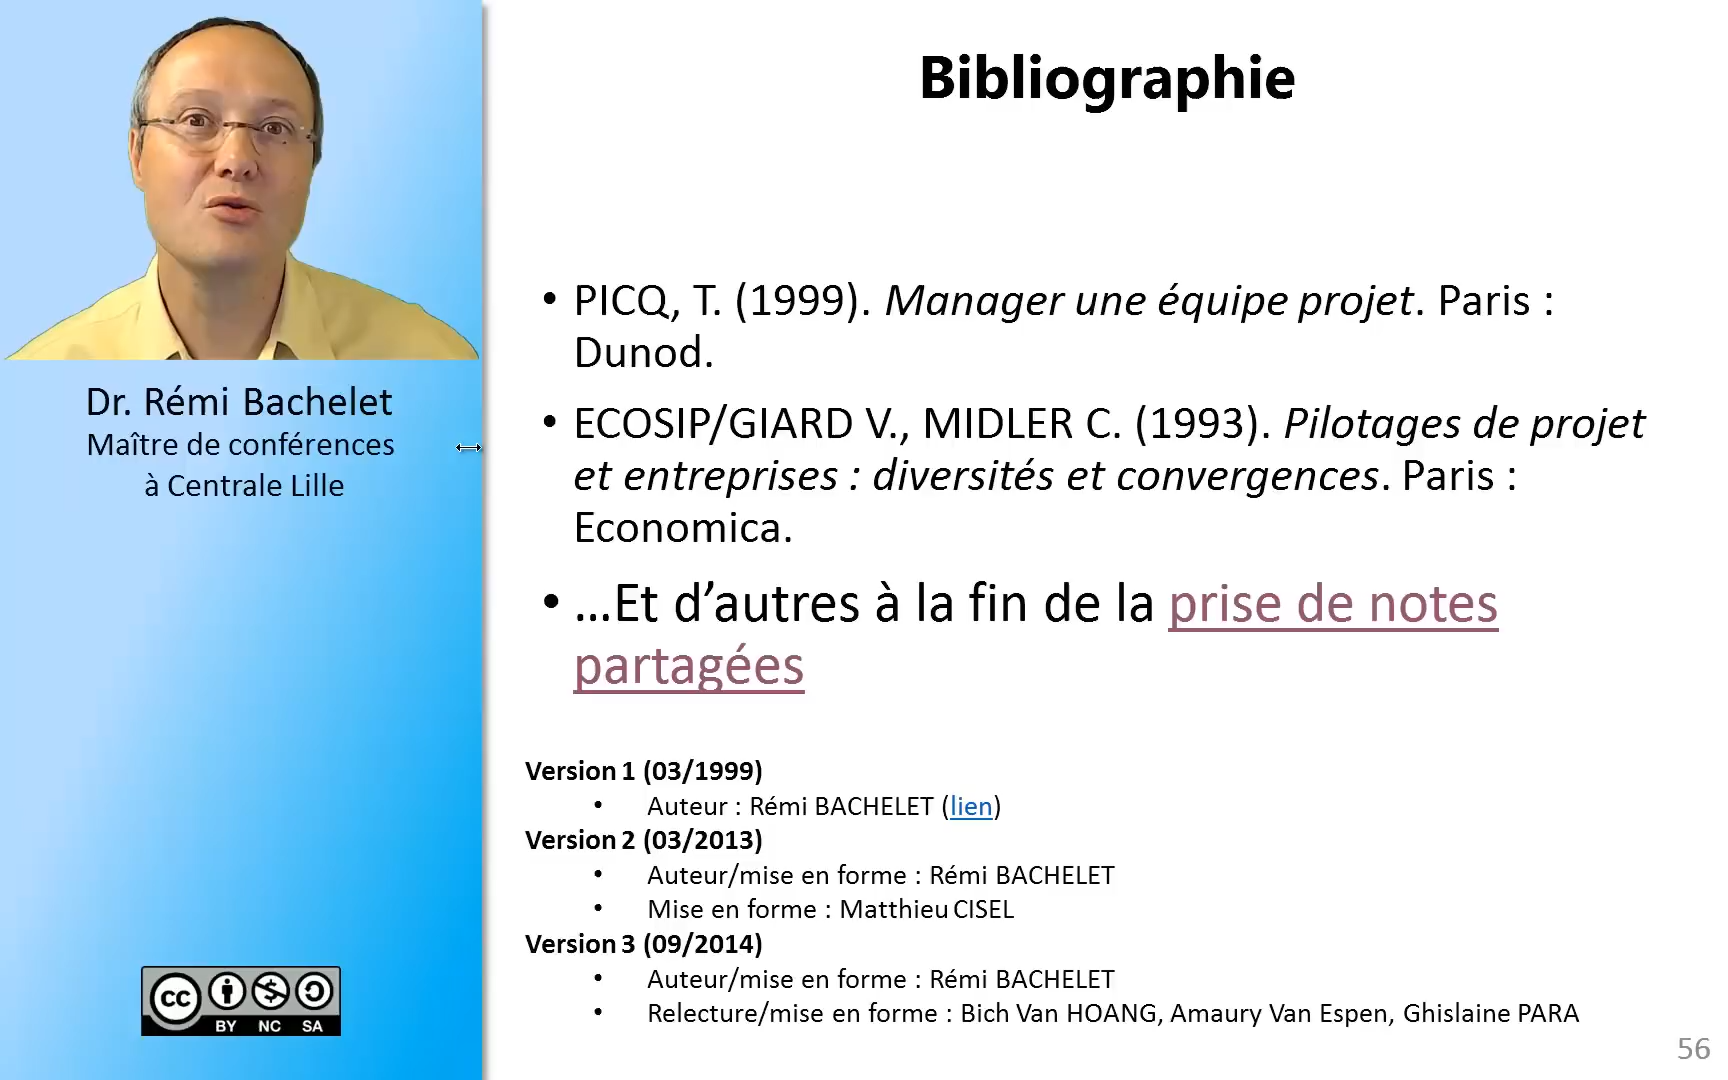 Bibliographie
• PICQ, T. (1999). Manager une équipe projet. Paris :
Dunod.
• ECOSIP/GIARD V., MIDLER C. (1993). Pilotages de projet
et entreprises : diversités et convergences. Paris :
Economica.
• …Et d’autres à la fin de la prise de notes
partagées
Version 1 (03/1999)
• Auteur : Rémi BACHELET (lien)
Version 2 (03/2013)
• Auteur/mise en forme : Rémi BACHELET
• Mise en forme : Matthieu CISEL
Version 3 (09/2014)
• Auteur/mise en forme : Rémi BACHELET
• Relecture/mise en forme : Bich Van HOANG, Amaury Van Espen, Ghislaine PARA
56
Dr. Rémi Bachelet
Maître de conférences
à Centrale Lille
cc
BY NC SA